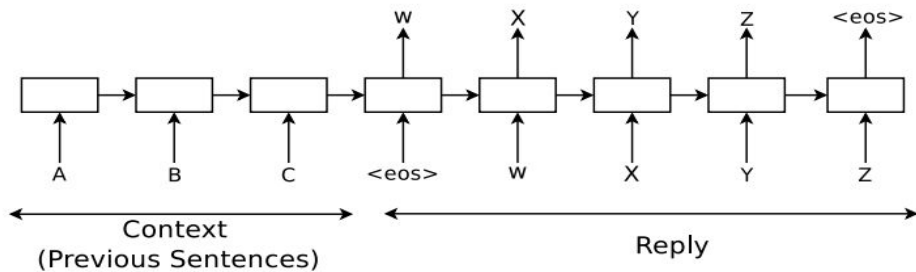 w X Y Z <eos>
A B C <eos> w X Y Z
Context
(Previous Sentences)
Reply